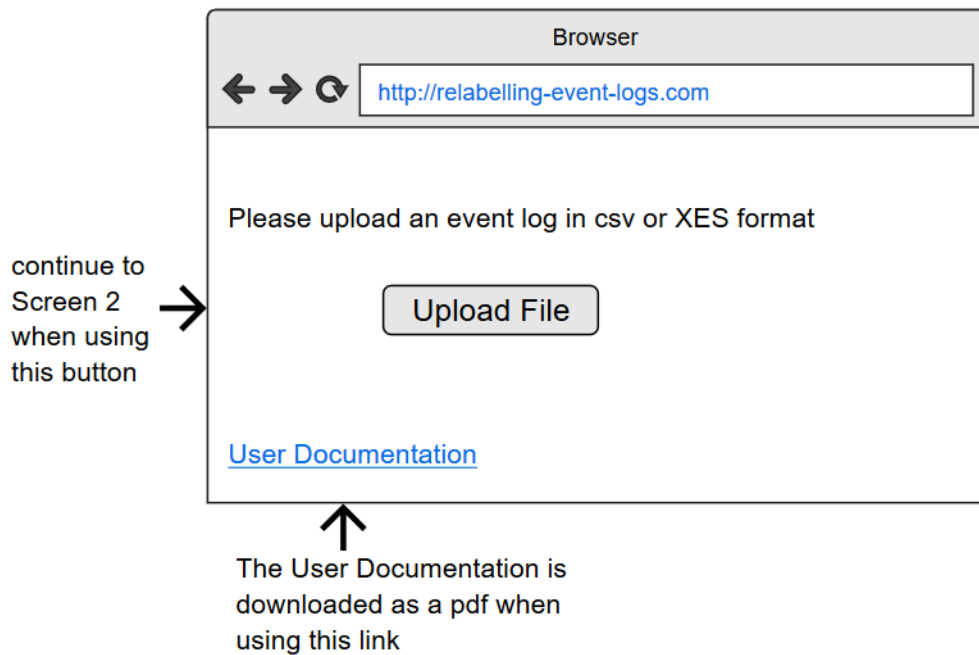 Browser
http://relabelling-event-logs.com
Please upload an event log in csv or XES format
continue to
Screen 2
when using
this button
Upload File
User Documentation
The User Documentation is
downloaded as a pdf when
using this link